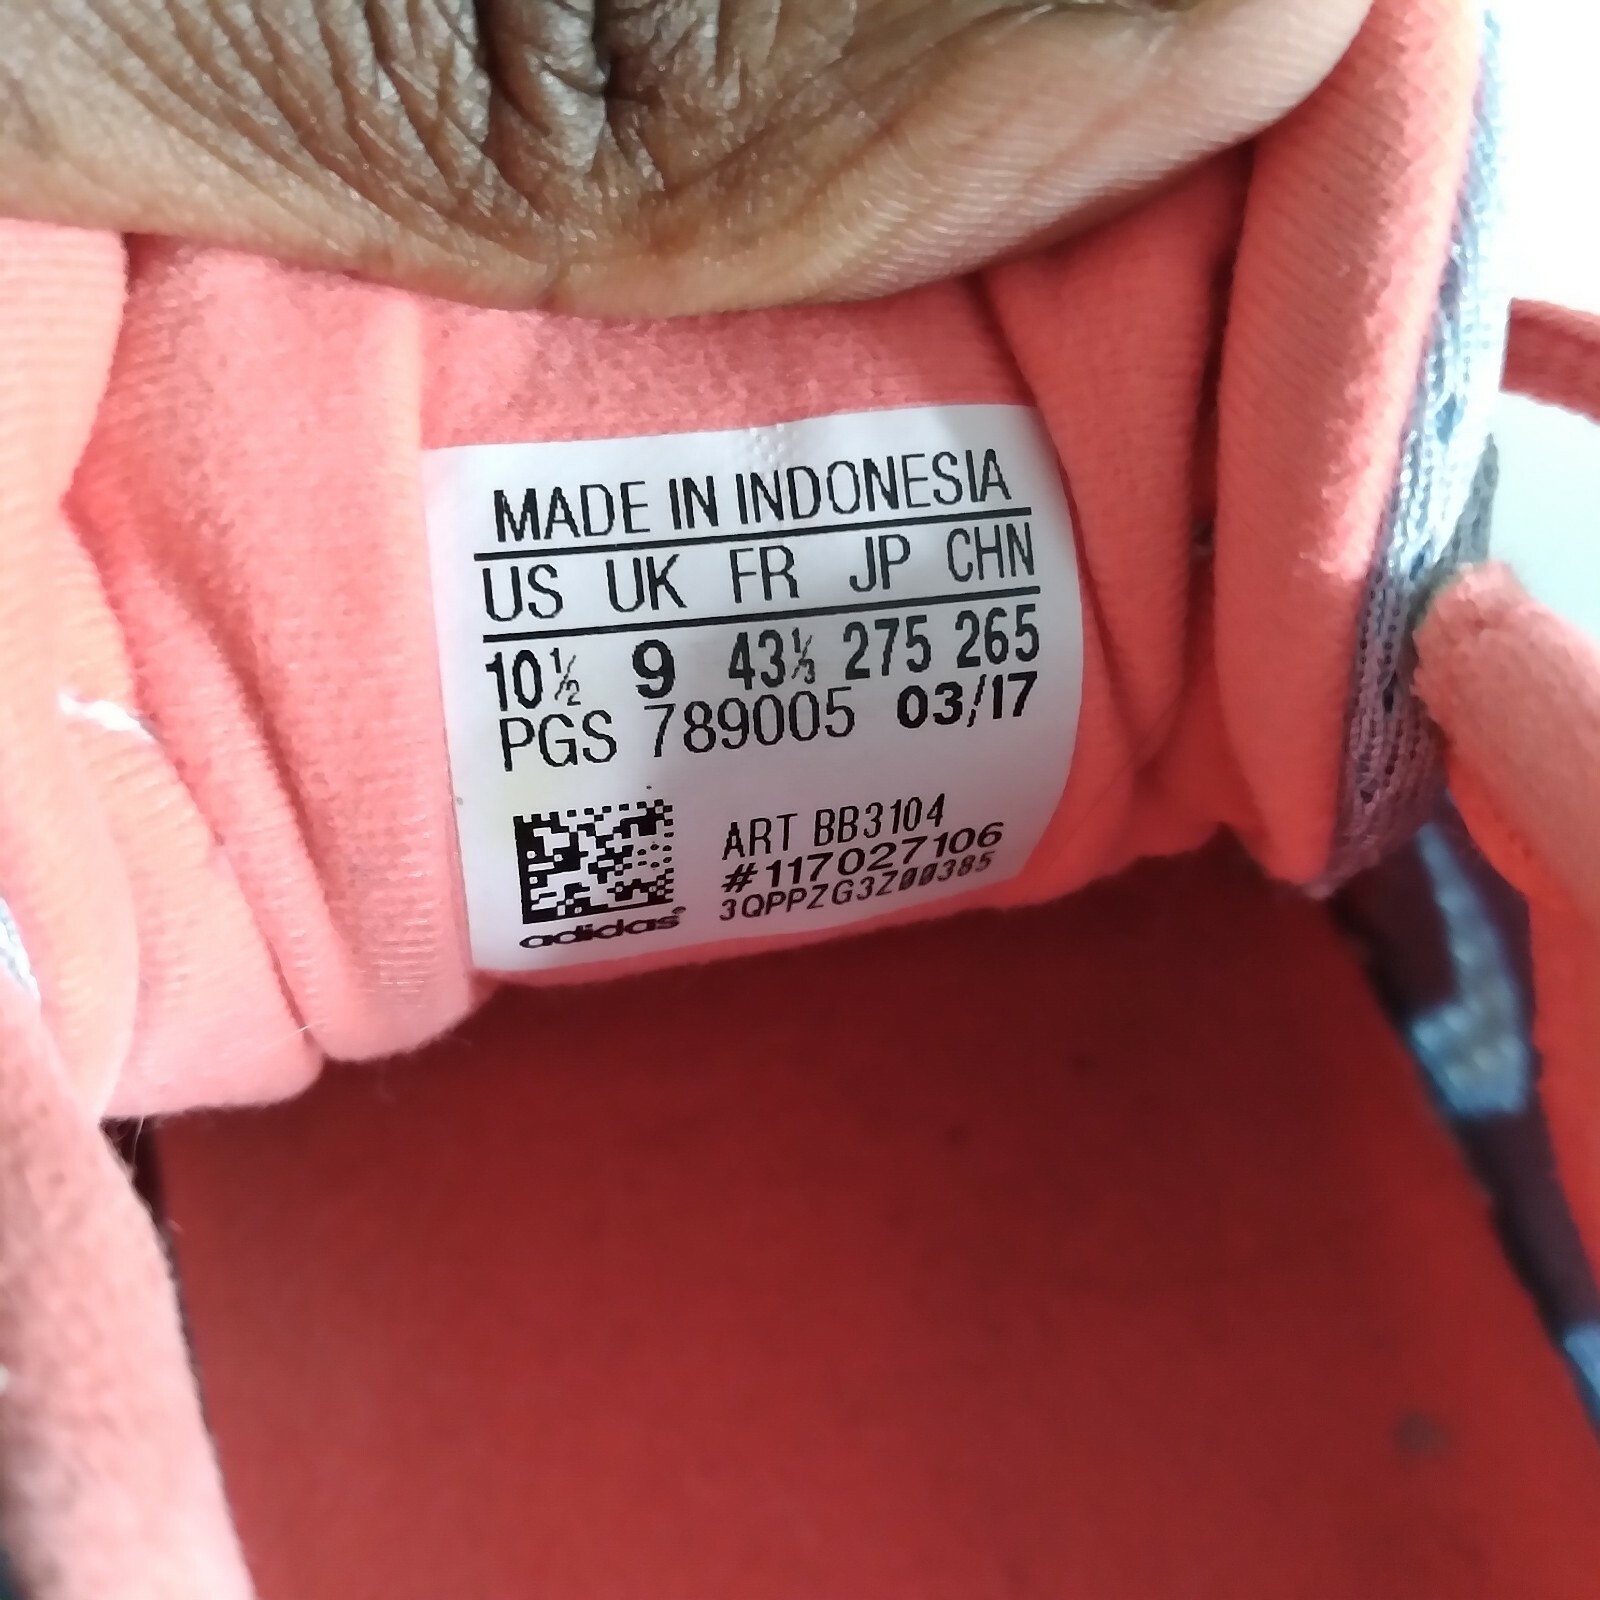 MADE IN INDONESIA
US UK FR JP CHN
10½ 9 43⅓ 275 265
PGS 789005 03/17
ART BB3104
#117027106
3QPPZG3Z00385
adidas®